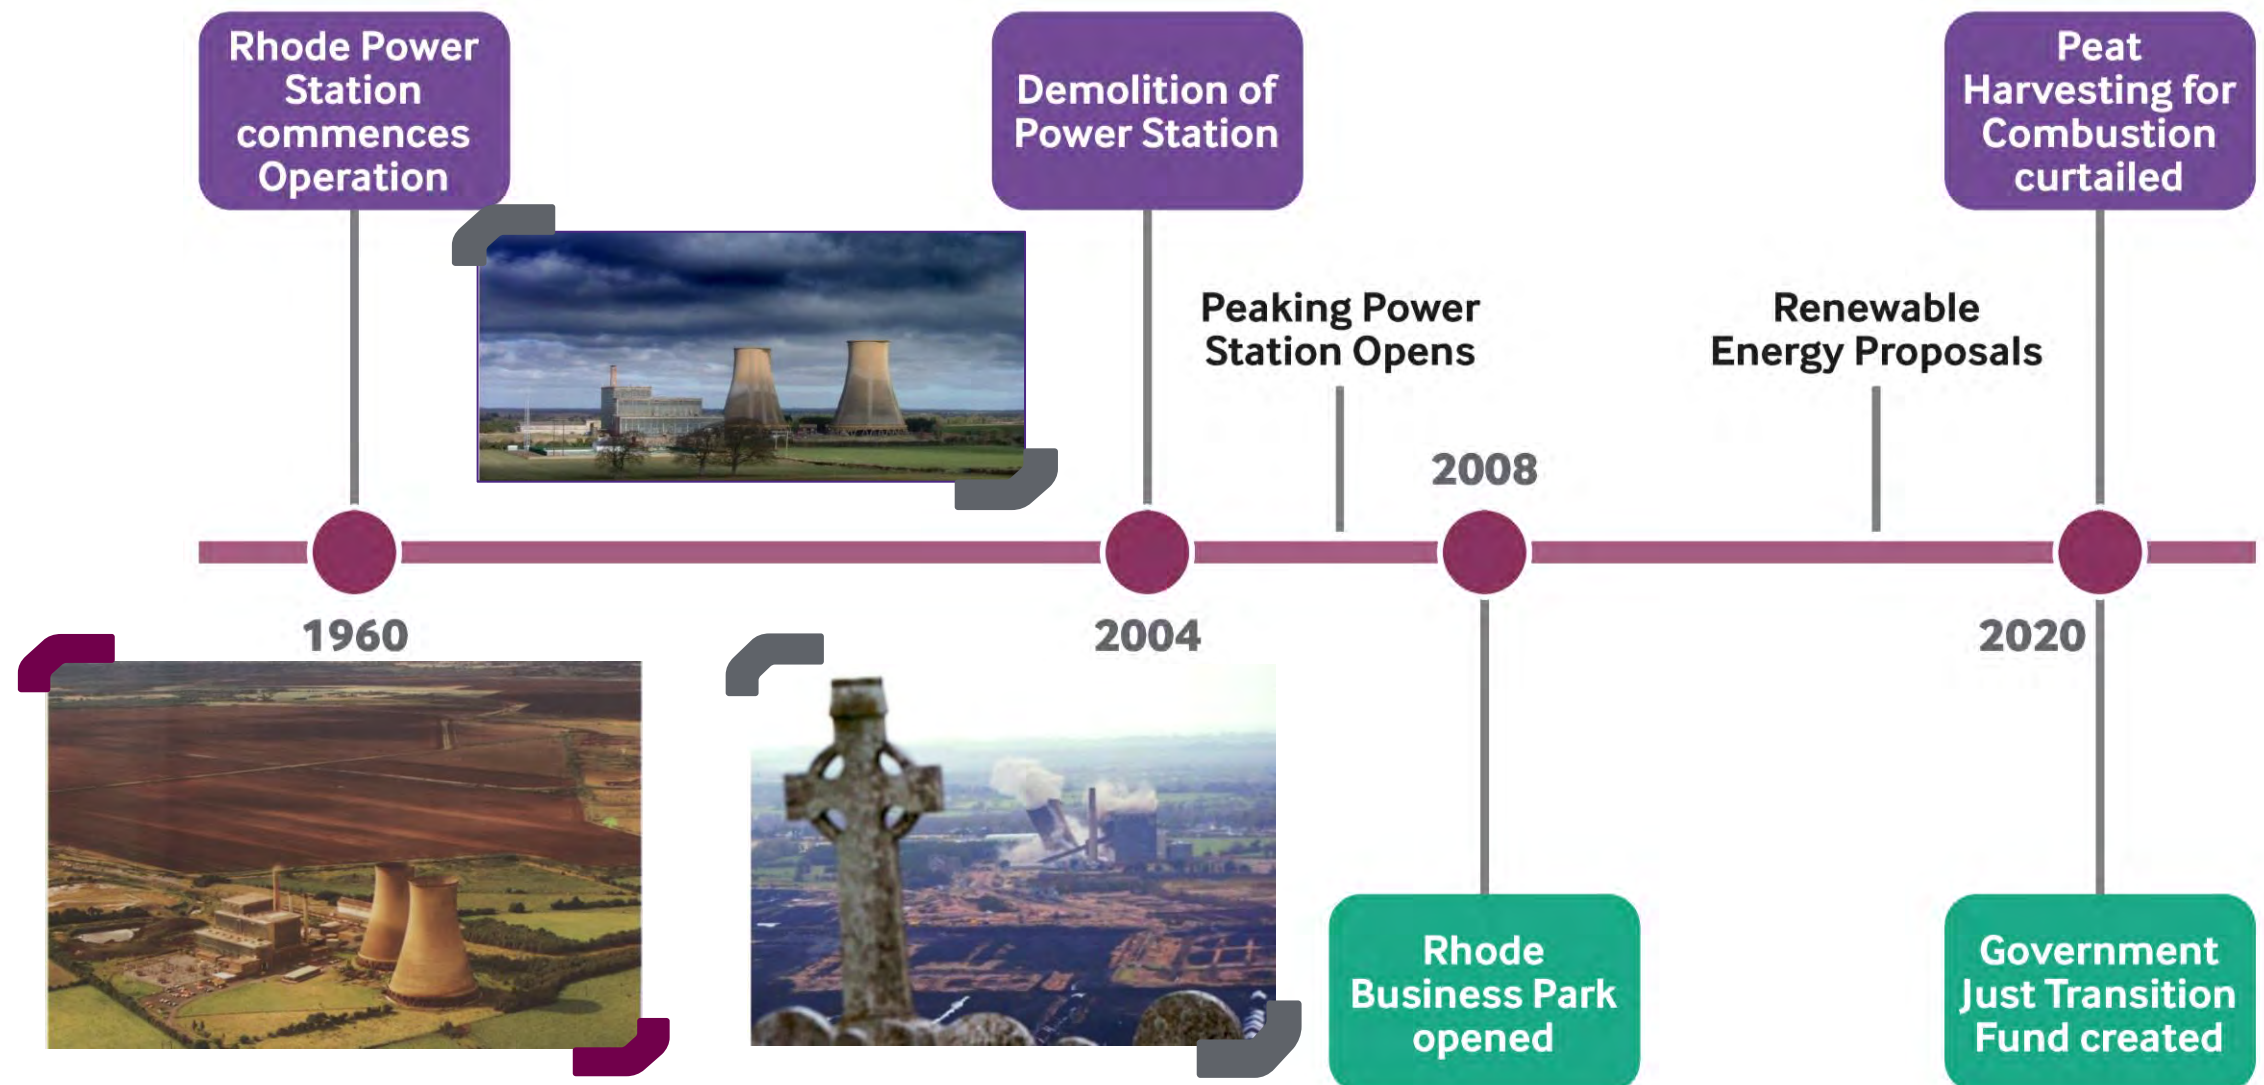 Rhode Power
Station
commences
Operation
Demolition of
Power Station
Peat
Harvesting for
Combustion
curtailed
Peaking Power
Station Opens
Renewable
Energy Proposals
2008
1960
2004
2020
Rhode
Business Park
opened
Government
Just Transition
Fund created